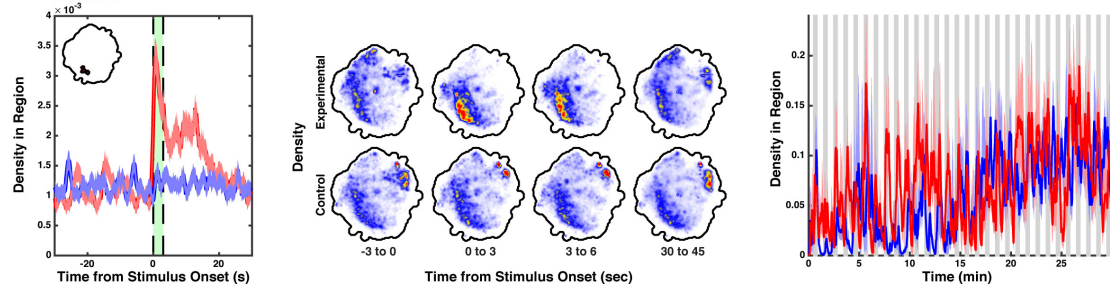 ×10⁻³
4
3.5
3
2.5
2
1.5
1
0.5
0
Density in Region
-20
0
20
Time from Stimulus Onset (s)
Density
Experimental
Control
-3 to 0
0 to 3
3 to 6
30 to 45
Time from Stimulus Onset (sec)
0.2
0.15
0.1
0.05
0
Density in Region
0
5
10
15
20
25
Time (min)